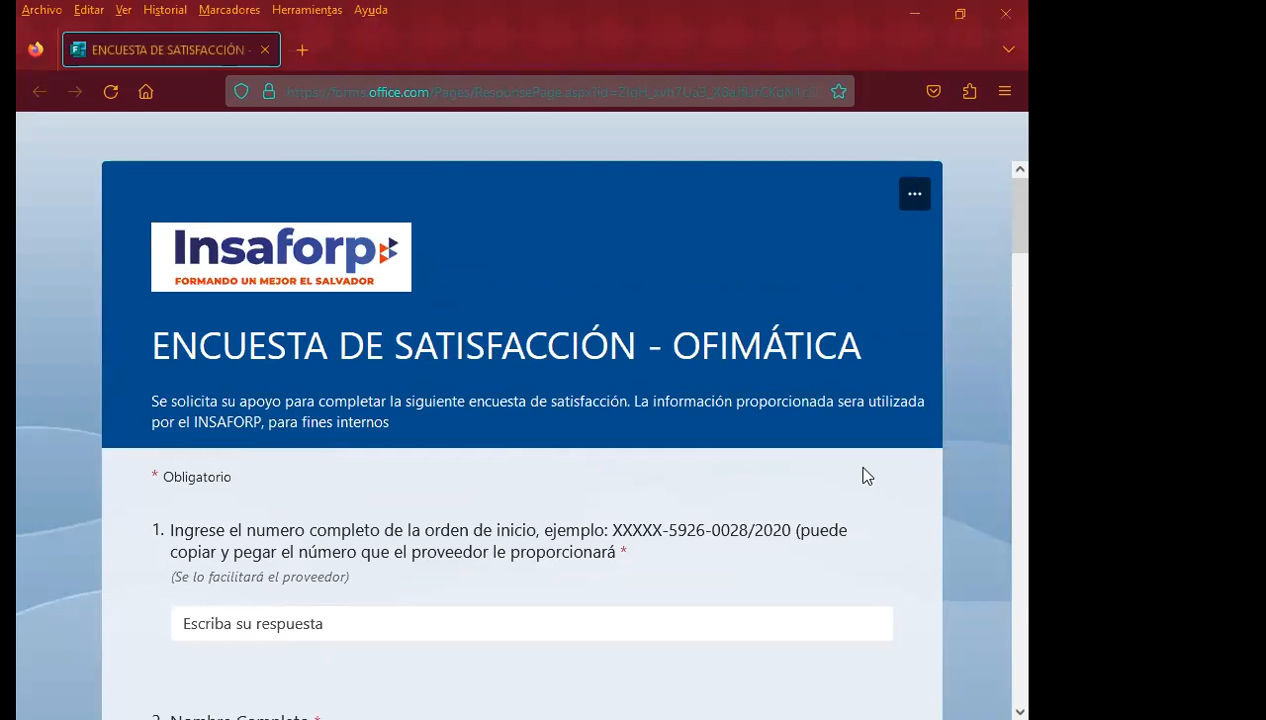 Archivo Editar Ver Historial Marcadores Herramientas Ayuda
ENCUESTA DE SATISFACCIÓN -
Insaforp
FORMANDO UN MEJOR EL SALVADOR
ENCUESTA DE SATISFACCIÓN - OFIMÁTICA
Se solicita su apoyo para completar la siguiente encuesta de satisfacción. La información proporcionada sera utilizada
por el INSAFORP, para fines internos
* Obligatorio
1. Ingrese el numero completo de la orden de inicio, ejemplo: XXXXX-5926-0028/2020 (puede
copiar y pegar el número que el proveedor le proporcionará *
(Se lo facilitará el proveedor)
Escriba su respuesta
2. Nombre Completo *